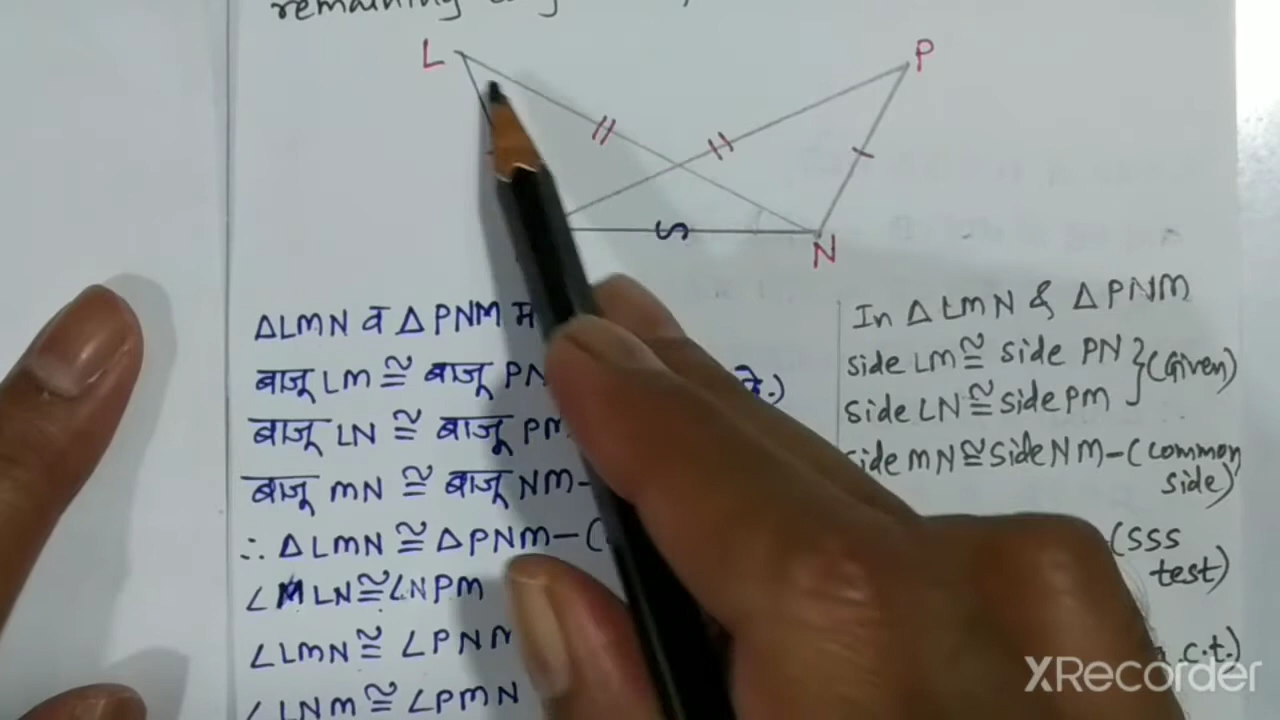 remaining
L
P
N
ΔLMN व ΔPNM म
बाजू LM ≅ बाजू PN
बाजू LN ≅ बाजू PM
बाजू MN ≅ बाजू NM-
∴ ΔLMN ≅ ΔPNM-(
∠MLN ≅ ∠NPM
∠LMN ≅ ∠PNM
∠LNM ≅ ∠PMN
In ΔLMN & ΔPNM
side LM ≅ side PN } (Given)
side LN ≅ side PM
side MN ≅ side NM-(common
side)
(SSS
test)
c.t.)
XRecorder